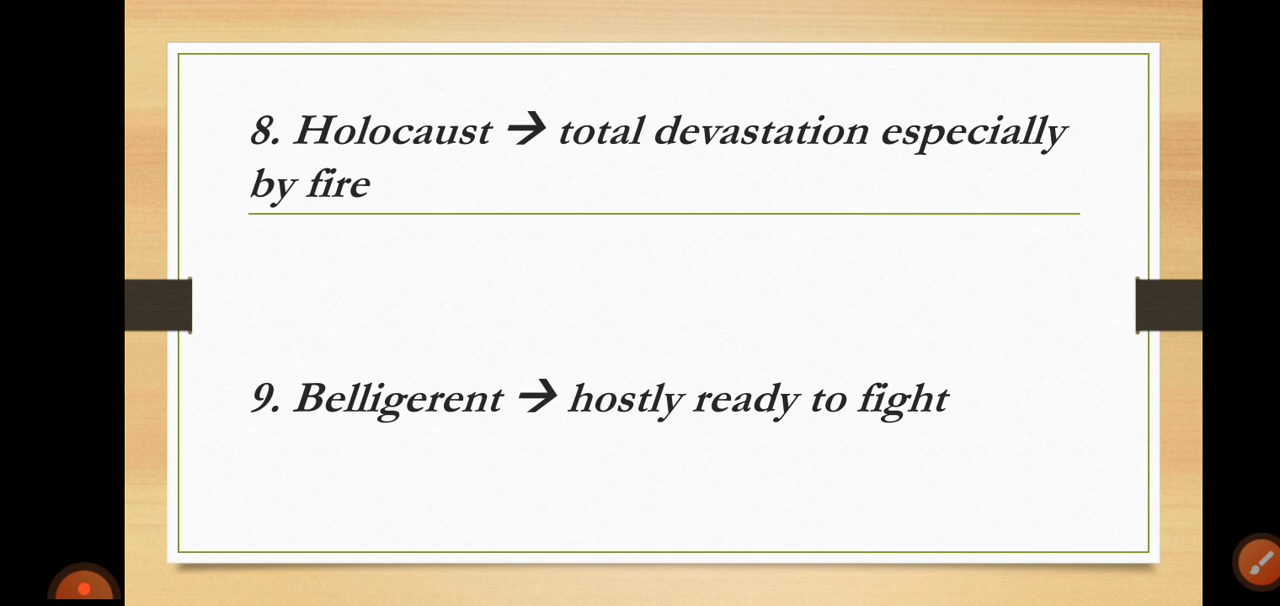 8. Holocaust → total devastation especially
by fire
9. Belligerent → hostly ready to fight